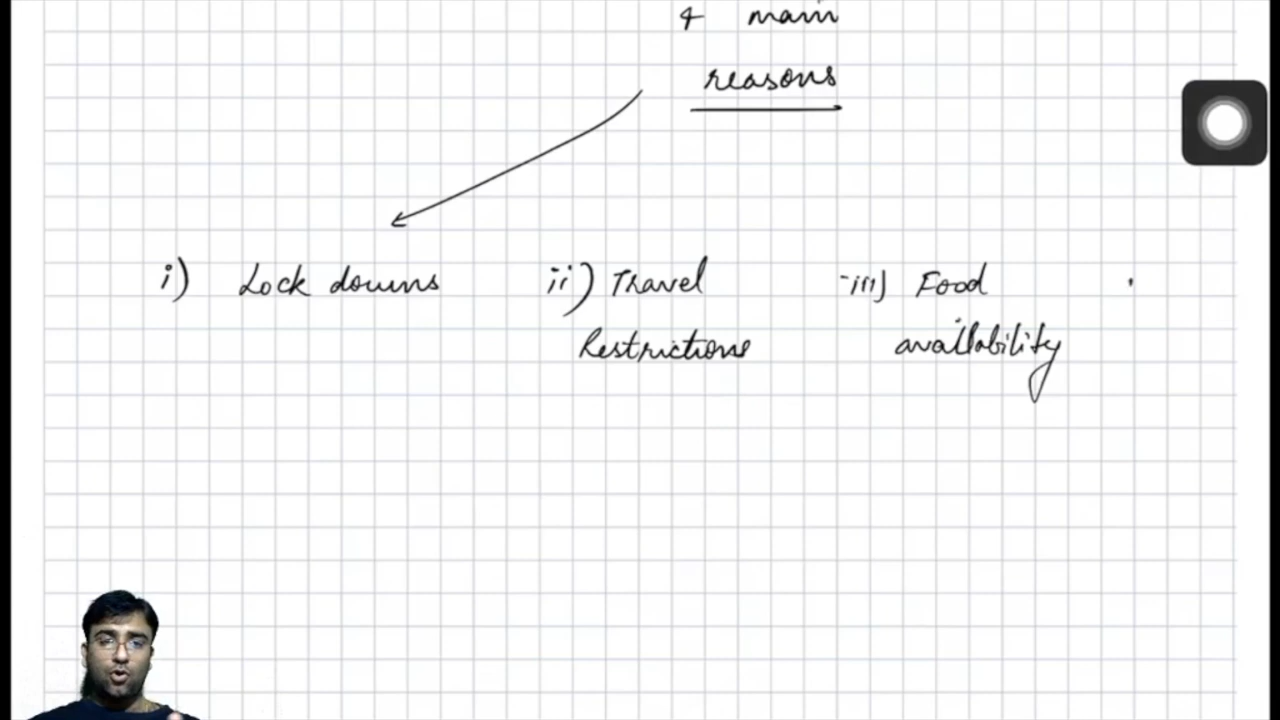 4 main
reasons
i) Lock downs ii) Travel iii) Food
Restrictions availability